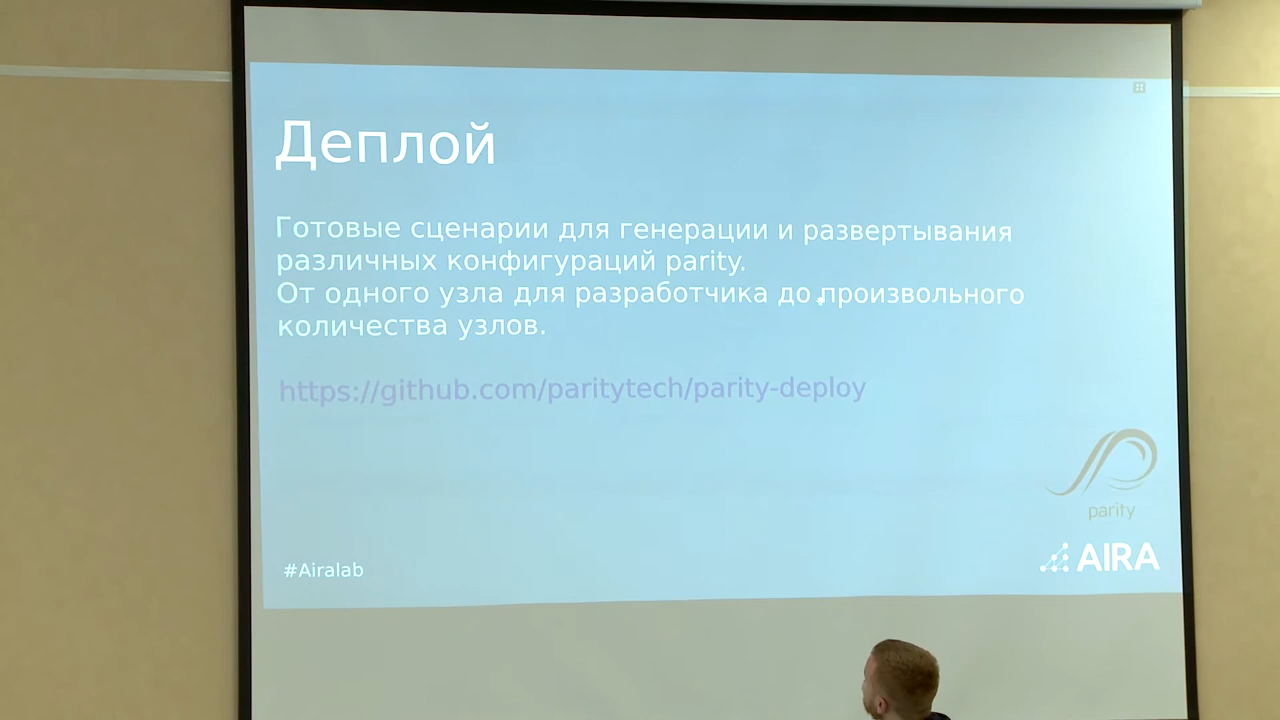 Деплой
Готовые сценарии для генерации и развертывания
различных конфигураций parity.
От одного узла для разработчика до произвольного
количества узлов.
https://github.com/paritytech/parity-deploy
parity
AIRA
#Airalab